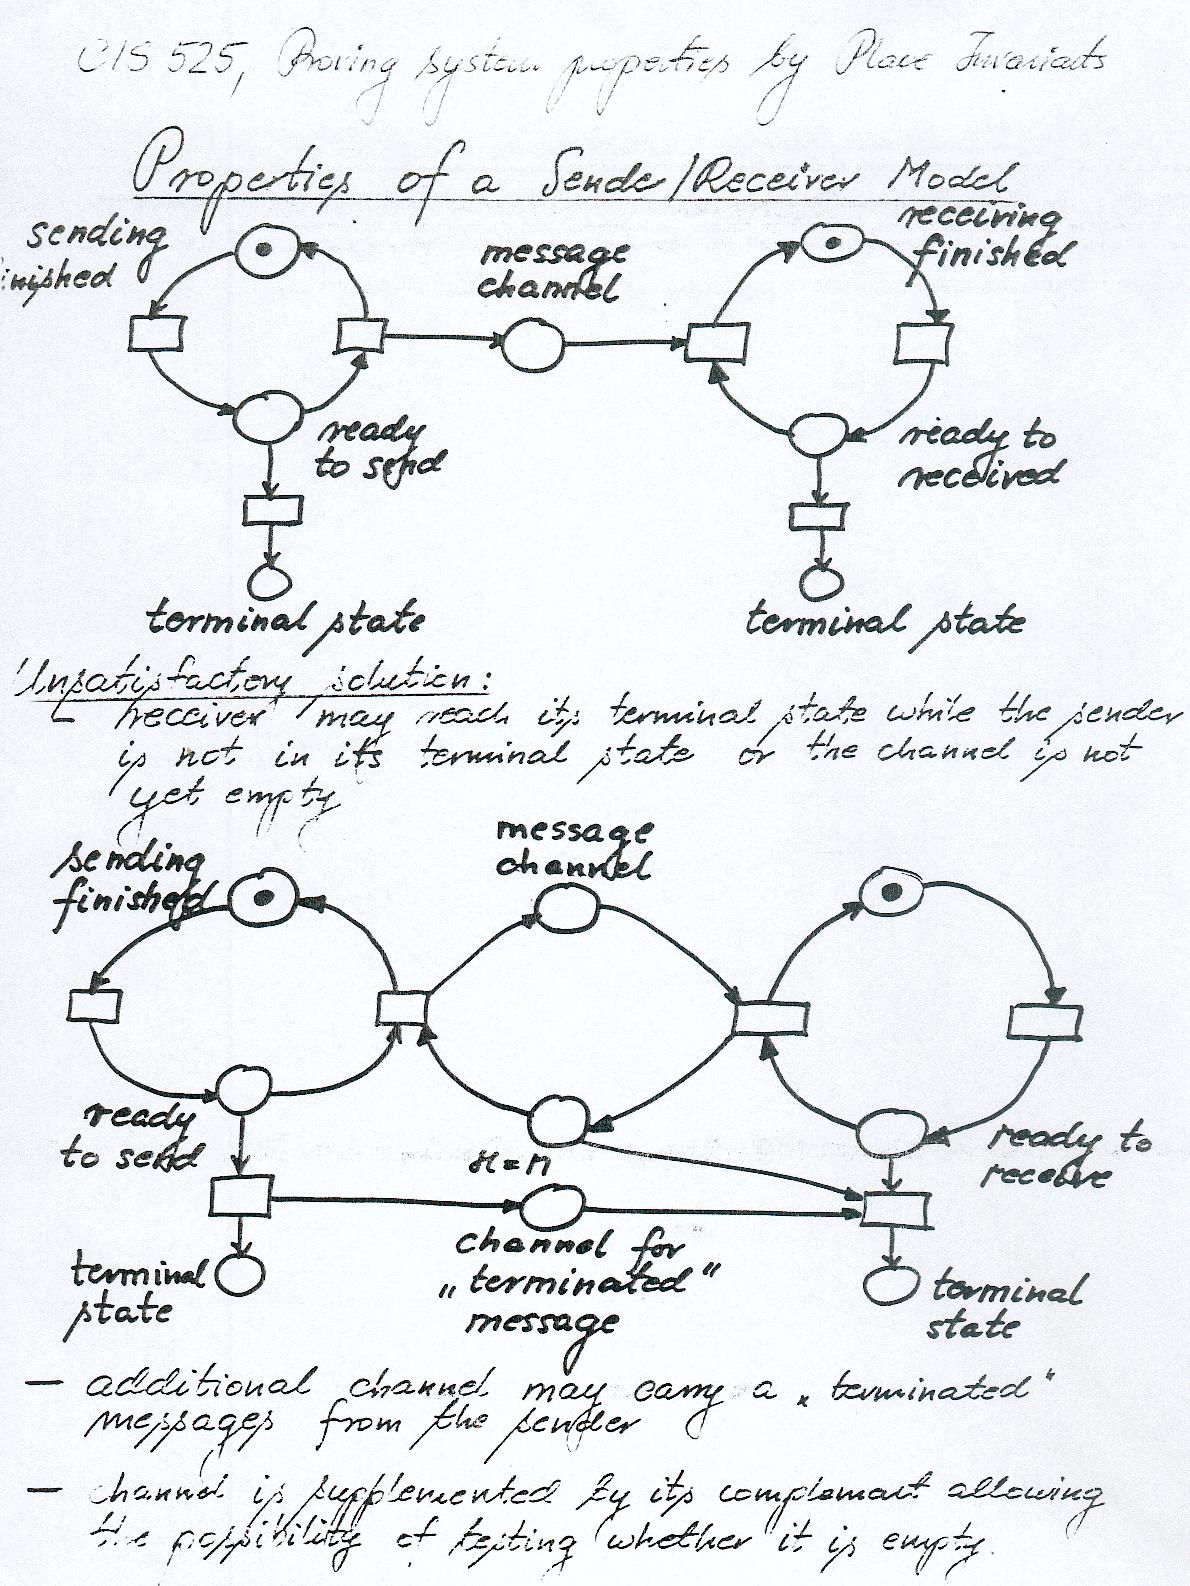 CIS 525, Proving system properties by Place Invariants
Properties of a Sende/Receiver Model
sending
inished
message
channel
receiving
finished
ready
to send
ready to
received
terminal state
terminal state
Unsatisfactory solution:
receiver may reach its terminal state while the sender
is not in its terminal state or the channel is not
yet empty
message
channel
sending
finished
ready
to send
ready to
receive
channel for
„terminated"
message
terminal
state
terminal
state
— additional channel may carry a „terminated"
messages from the sender
— channel is supplemented by its complement allowing
the possibility of testing whether it is empty.